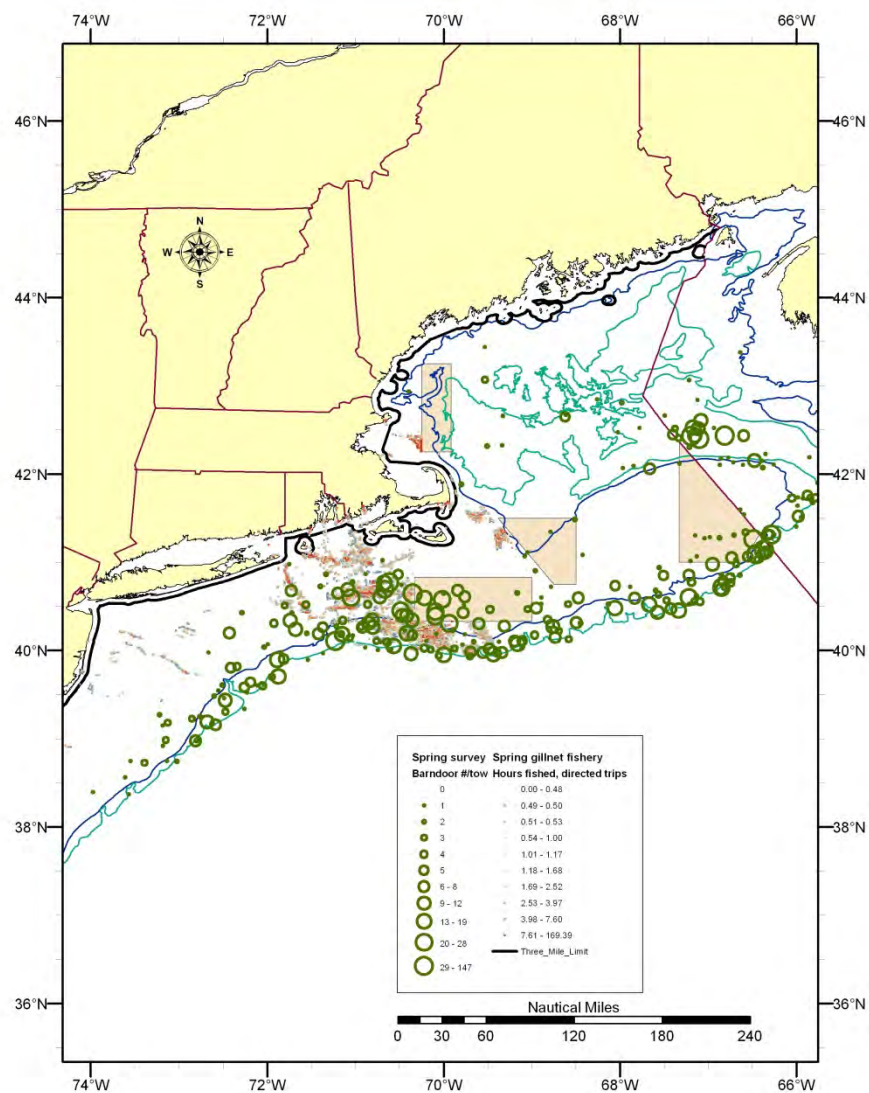 74°W 72°W 70°W 68°W 66°W
46°N 46°N
N
W E
S
44°N 44°N
42°N 42°N
40°N 40°N
38°N 38°N
36°N 36°N
Spring survey Spring gillnet fishery
Barndoor #/tow Hours fished, directed trips
0 0.00 - 0.48
1 0.49 - 0.50
2 0.51 - 0.53
3 0.54 - 1.00
4 1.01 - 1.17
5 1.18 - 1.68
6 - 8 1.69 - 2.52
9 - 12 2.53 - 3.97
13 - 19 3.98 - 7.60
20 - 28 7.61 - 169.39
29 - 147 Three_Mile_Limit
Nautical Miles
0 30 60 120 180 240
74°W 72°W 70°W 68°W 66°W